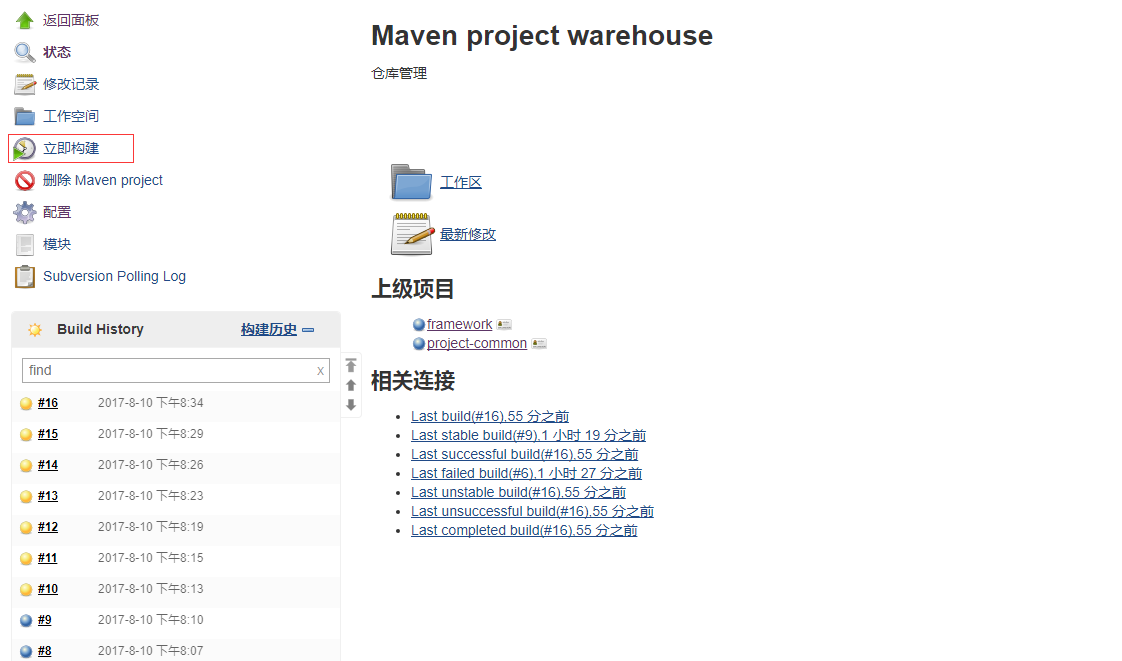 返回面板
状态
修改记录
工作空间
立即构建
删除 Maven project
配置
模块
Subversion Polling Log
Build History 构建历史
find x
#16 2017-8-10 下午8:34
#15 2017-8-10 下午8:29
#14 2017-8-10 下午8:26
#13 2017-8-10 下午8:23
#12 2017-8-10 下午8:19
#11 2017-8-10 下午8:15
#10 2017-8-10 下午8:13
#9 2017-8-10 下午8:10
#8 2017-8-10 下午8:07
Maven project warehouse
仓库管理
工作区
最新修改
上级项目
framework
project-common
相关连接
Last build(#16),55 分之前
Last stable build(#9),1 小时 19 分之前
Last successful build(#16),55 分之前
Last failed build(#6),1 小时 27 分之前
Last unstable build(#16),55 分之前
Last unsuccessful build(#16),55 分之前
Last completed build(#16),55 分之前